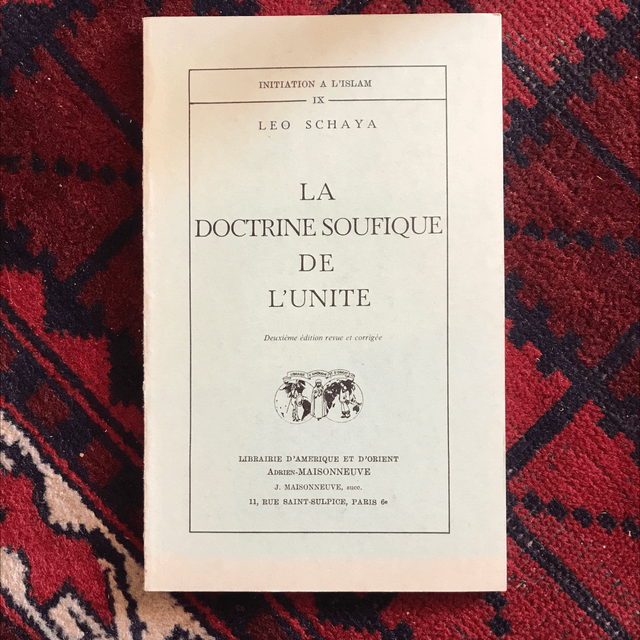 INITIATION A L'ISLAM
IX
LEO SCHAYA
LA
DOCTRINE SOUFIQUE
DE
L'UNITE
Deuxième édition revue et corrigée
LIBRAIRIE D'AMERIQUE ET D'ORIENT
ADRIEN-MAISONNEUVE
J. MAISONNEUVE, succ.
11, RUE SAINT-SULPICE, PARIS 6e